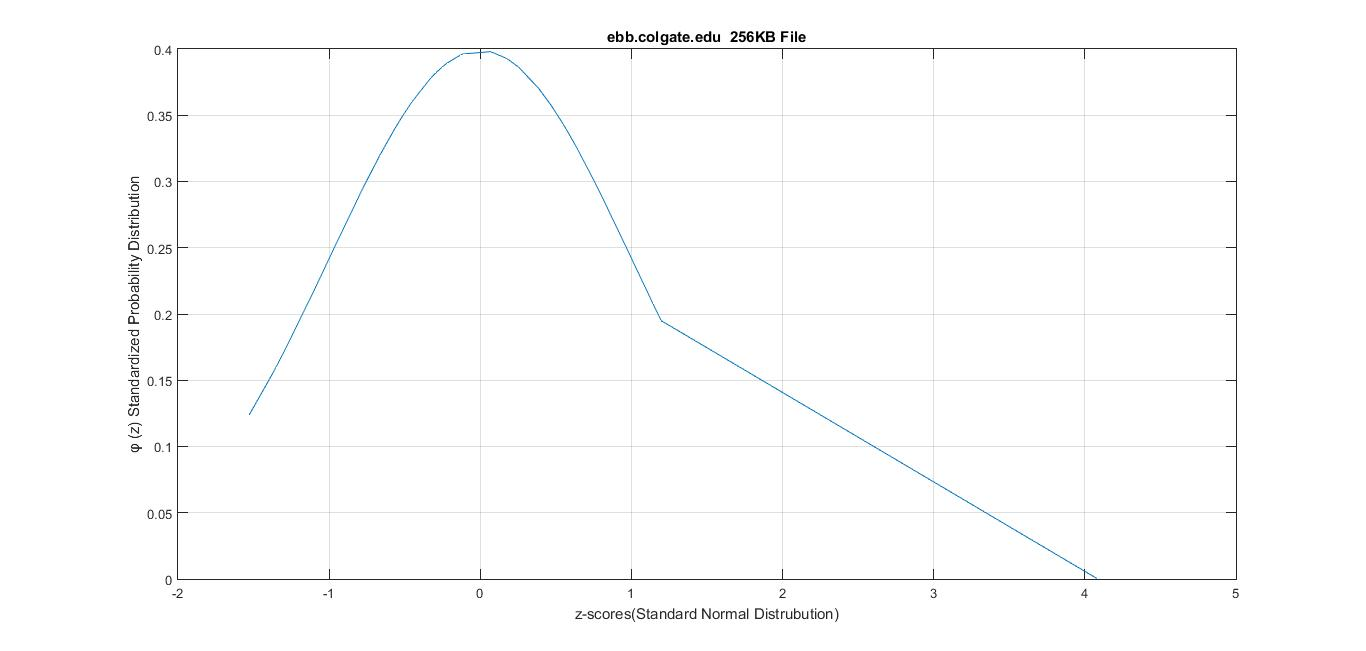 ebb.colgate.edu 256KB File
0.4
0.35
0.3
0.25
0.2
0.15
0.1
0.05
0
φ (z) Standardized Probability Distribution
-2 -1 0 1 2 3 4 5
z-scores(Standard Normal Distrubution)